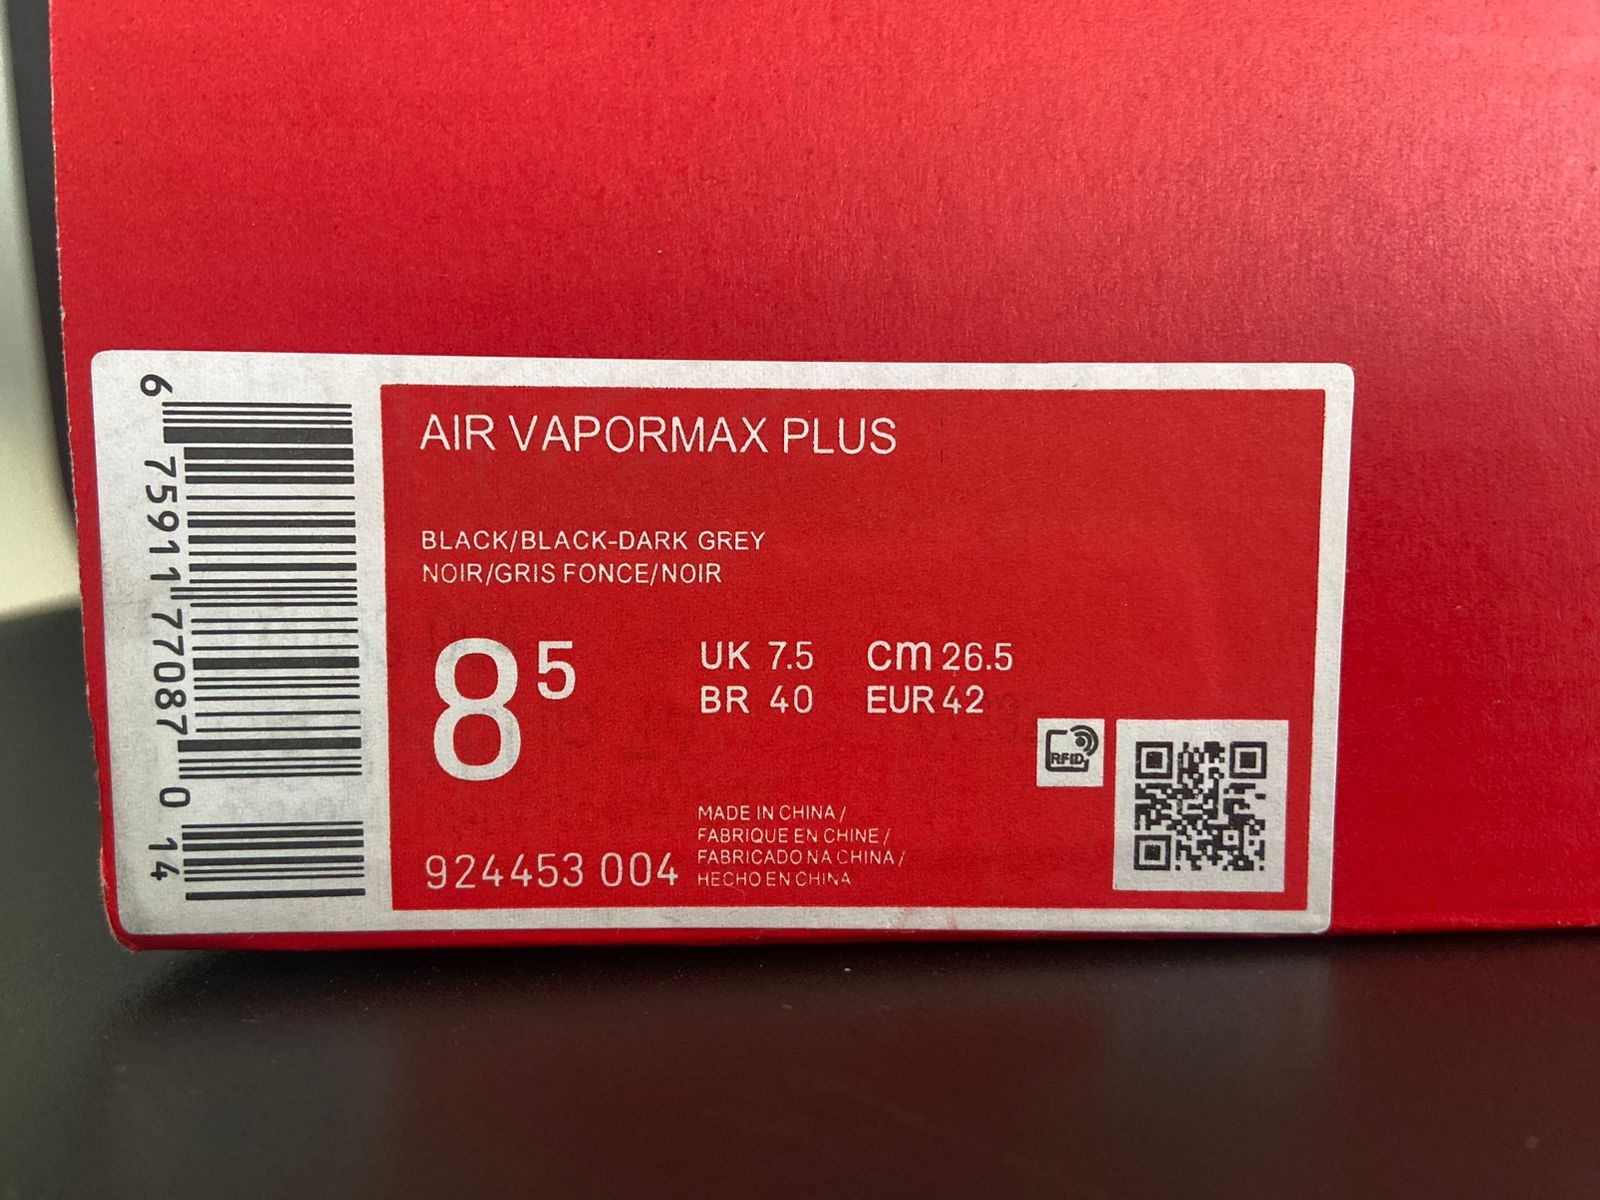 AIR VAPORMAX PLUS
BLACK/BLACK-DARK GREY
NOIR/GRIS FONCE/NOIR
8 5
UK 7.5 cm 26.5
BR 40 EUR 42
RFID
924453 004
MADE IN CHINA /
FABRIQUE EN CHINE /
FABRICADO NA CHINA /
HECHO EN CHINA
6 75911 77087 0 14